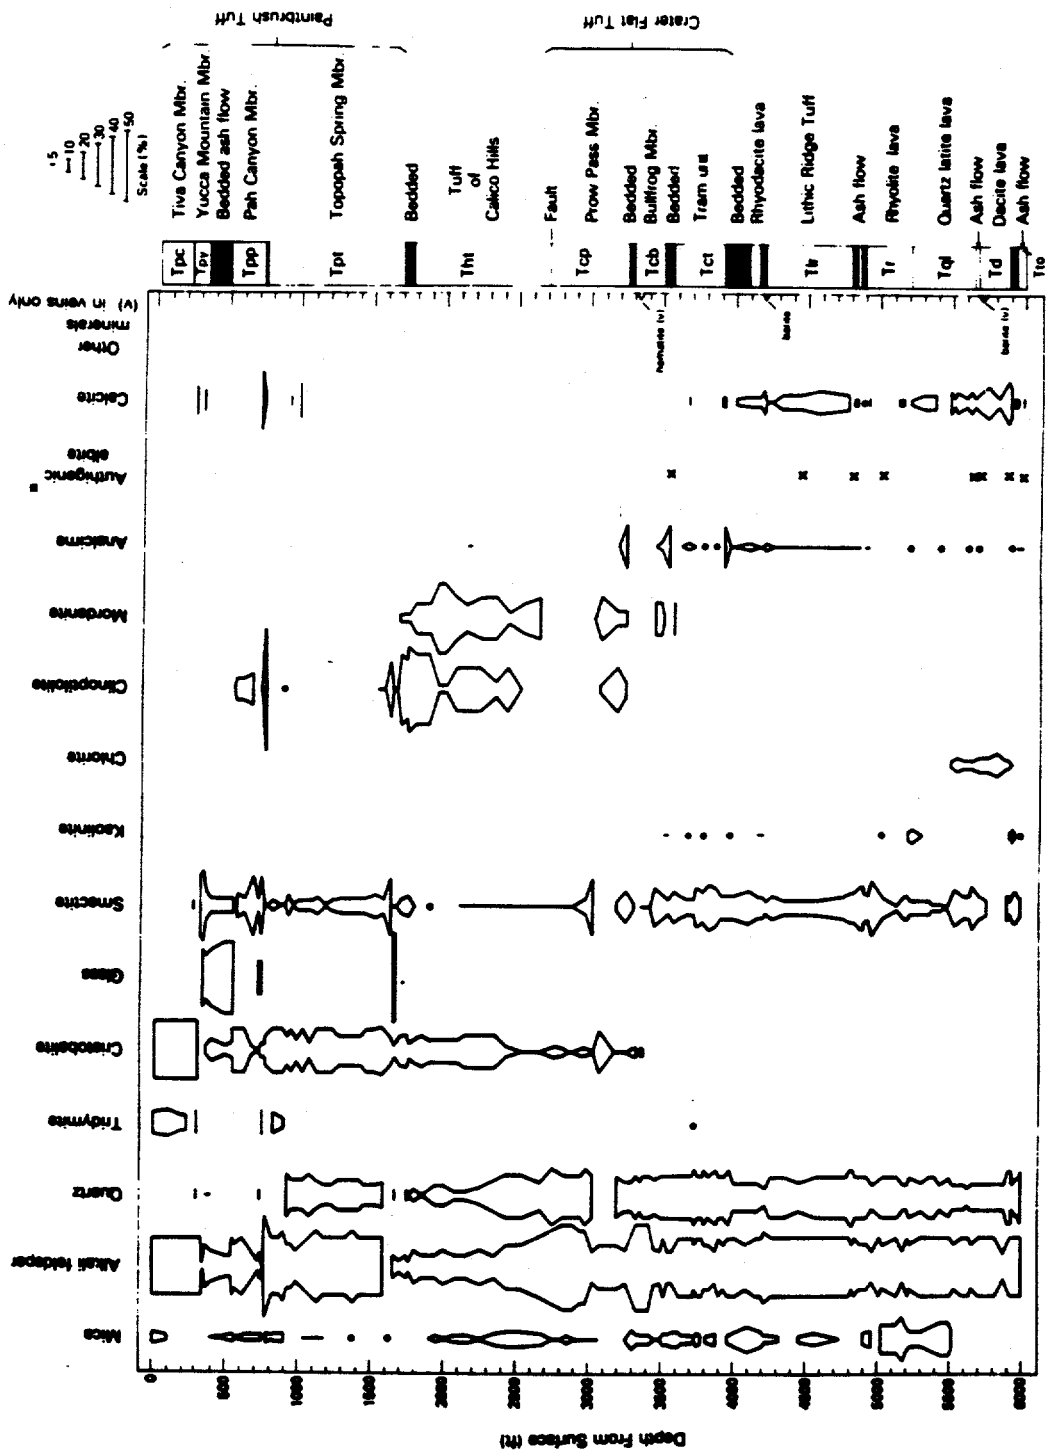 Depth From Surface (ft)
0
500
1000
1500
2000
2500
3000
3500
4000
4500
5000
5500
6000
Mica
Alkali feldspar
Quartz
Tridymite
Cristobalite
Glass
Smectite
Kaolinite
Chlorite
Clinoptilolite
Mordenite
Analcime
Authigenic
albite
Calcite
Other
minerals
(v) in veins only
hematite (v)
barite
barite (v)
Tpc
Tpy
Tpp
Tpt
Tht
Tcp
Tcb
Tct
Tlr
Tr
Tql
Td
Tto
Tiva Canyon Mbr.
Yucca Mountain Mbr.
Bedded ash flow
Pah Canyon Mbr.
Topopah Spring Mbr.
Bedded
Tuff
of
Calico Hills
Fault
Prow Pass Mbr.
Bedded
Bullfrog Mbr.
Bedded
Tram unit
Bedded
Rhyodacite lava
Lithic Ridge Tuff
Ash flow
Rhyolite lava
Quartz latite lava
Ash flow
Dacite lava
Ash flow
Paintbrush Tuff
Crater Flat Tuff
5
10
20
30
40
50
Scale (%)